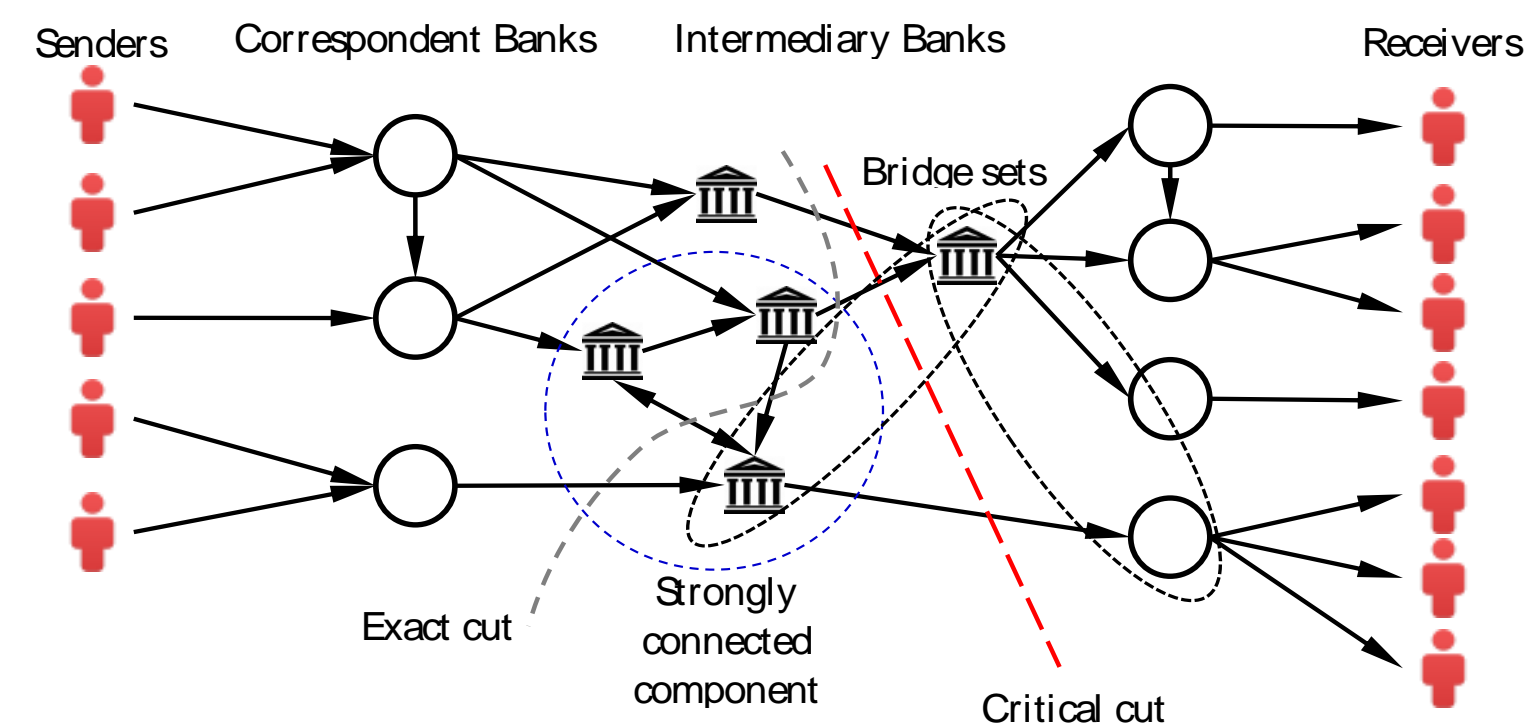 Senders
Correspondent Banks
Intermediary Banks
Receivers
Bridge sets
Exact cut
Strongly
connected
component
Critical cut